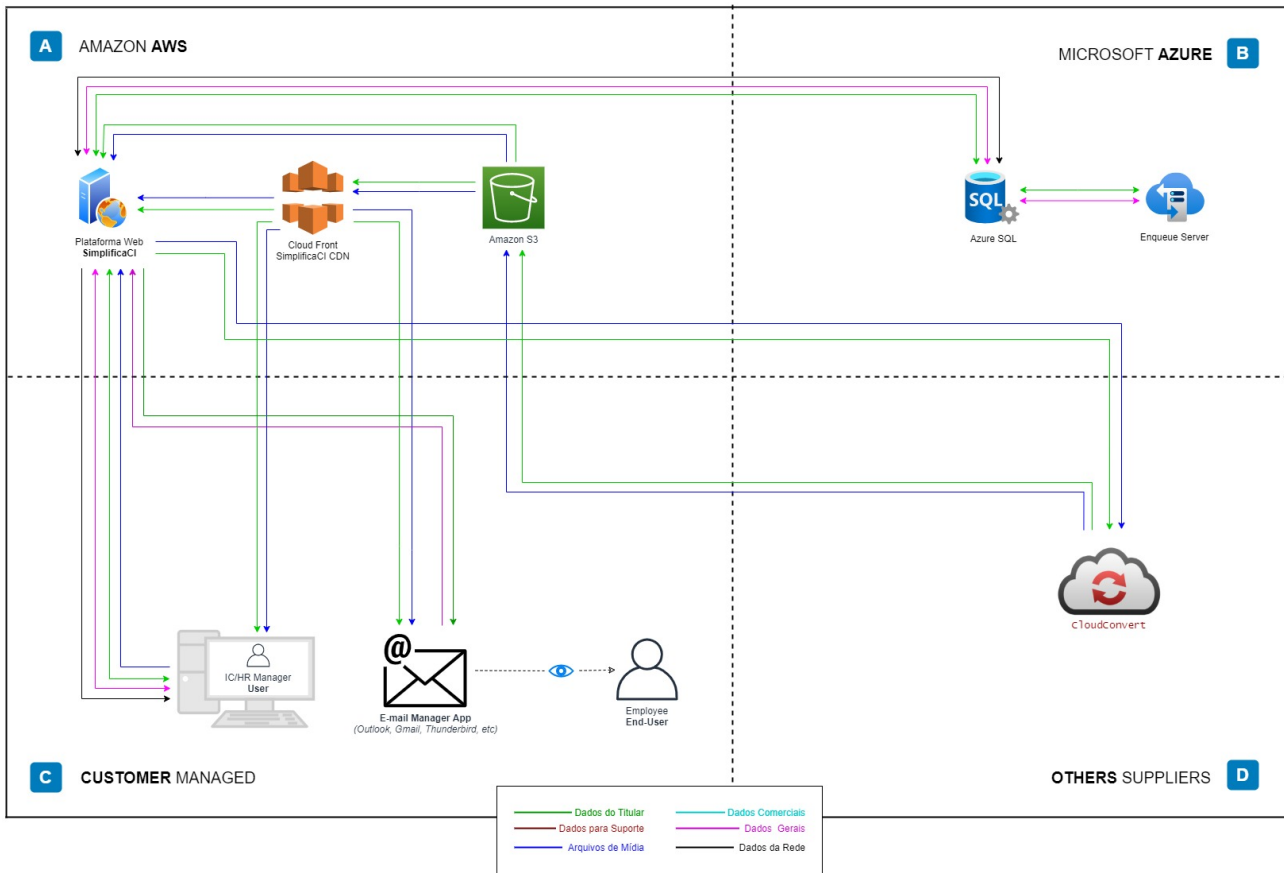 A
AMAZON AWS
MICROSOFT AZURE
B
Plataforma Web
SimplificaCI
Cloud Front
SimplificaCI CDN
Amazon S3
SQL
Azure SQL
Enqueue Server
CloudConvert
IC/HR Manager
User
@
E-mail Manager App
(Outlook, Gmail, Thunderbird, etc)
Employee
End-User
C
CUSTOMER MANAGED
OTHERS SUPPLIERS
D
Dados do Titular
Dados Comerciais
Dados para Suporte
Dados Gerais
Arquivos de Mídia
Dados da Rede